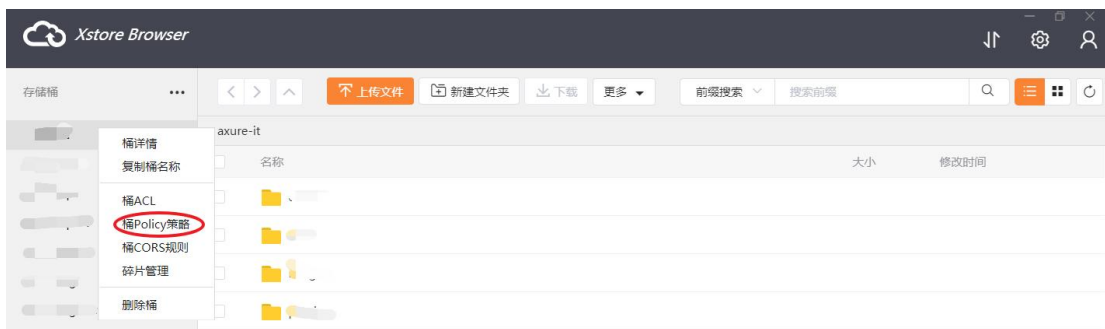 Xstore Browser
存储桶 ••• 上传文件 新建文件夹 下载 更多 前缀搜索 搜索前缀
axure-it
桶详情
名称 大小 修改时间
复制桶名称
桶ACL
桶Policy策略
桶CORS规则
碎片管理
删除桶